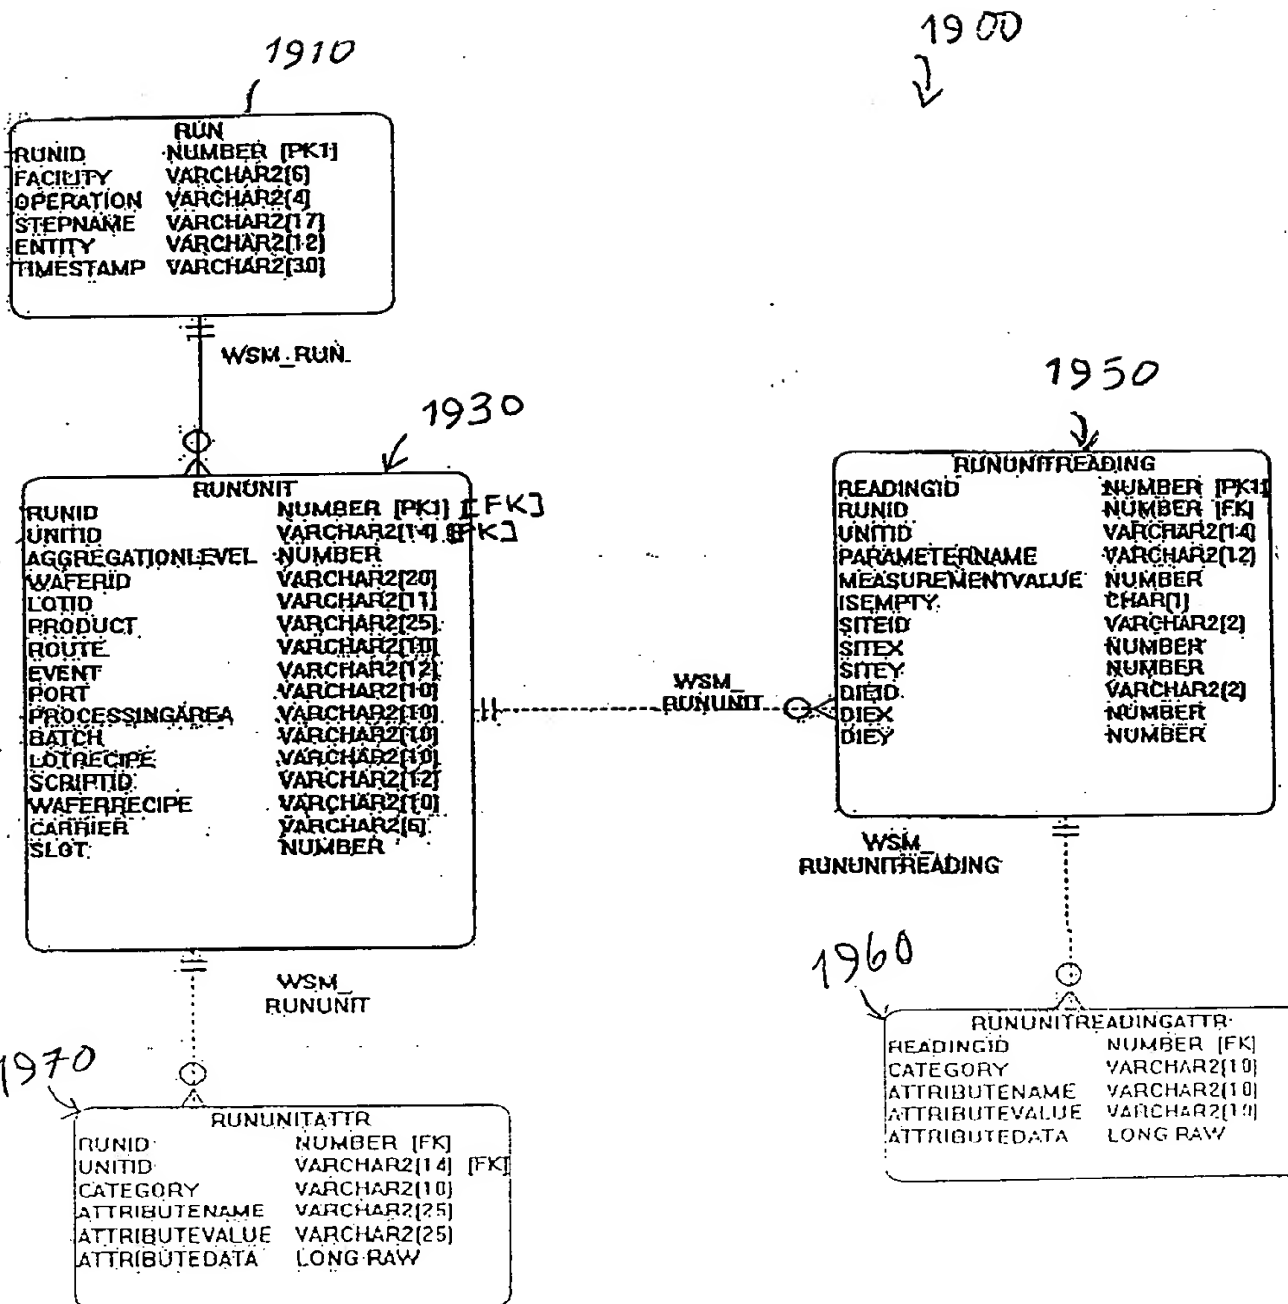 1900
1910
RUN
RUNID NUMBER [PK1]
FACILITY VARCHAR2[6]
OPERATION VARCHAR2[4]
STEPNAME VARCHAR2[17]
ENTITY VARCHAR2[12]
TIMESTAMP VARCHAR2[30]
WSM_RUN
1930
RUNUNIT
RUNID NUMBER [PK1] [FK]
UNITID VARCHAR2[14] [PK]
AGGREGATIONLEVEL NUMBER
WAFERID VARCHAR2[20]
LOTID VARCHAR2[11]
PRODUCT VARCHAR2[25]
ROUTE VARCHAR2[10]
EVENT VARCHAR2[12]
PORT VARCHAR2[10]
PROCESSINGAREA VARCHAR2[10]
BATCH VARCHAR2[10]
LOTRECIPE VARCHAR2[10]
SCRIPTID VARCHAR2[12]
WAFERRECIPE VARCHAR2[10]
CARRIER VARCHAR2[6]
SLOT NUMBER
WSM_
RUNUNIT
1950
RUNUNITREADING
READINGID NUMBER [PK1]
RUNID NUMBER [FK]
UNITID VARCHAR2[14]
PARAMETERNAME VARCHAR2[12]
MEASUREMENTVALUE NUMBER
ISEMPTY CHAR[1]
SITEID VARCHAR2[2]
SITEX NUMBER
SITEY NUMBER
DIEID VARCHAR2[2]
DIEX NUMBER
DIEY NUMBER
WSM_
RUNUNITREADING
WSM_
RUNUNIT
1960
RUNUNITREADINGATTR
READINGID NUMBER [FK]
CATEGORY VARCHAR2[10]
ATTRIBUTENAME VARCHAR2[10]
ATTRIBUTEVALUE VARCHAR2[10]
ATTRIBUTEDATA LONG RAW
1970
RUNUNITATTR
RUNID NUMBER [FK]
UNITID VARCHAR2[14] [FK]
CATEGORY VARCHAR2[10]
ATTRIBUTENAME VARCHAR2[25]
ATTRIBUTEVALUE VARCHAR2[25]
ATTRIBUTEDATA LONG RAW